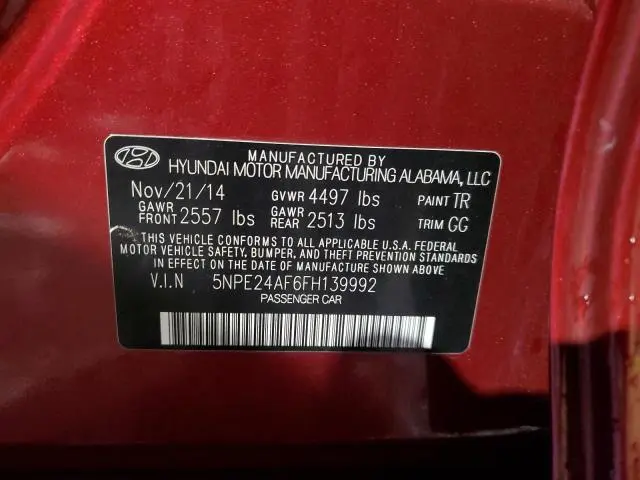 MANUFACTURED BY
HYUNDAI MOTOR MANUFACTURING ALABAMA, LLC
Nov/21/14 GVWR 4497 lbs PAINT TR
GAWR FRONT 2557 lbs GAWR REAR 2513 lbs TRIM GG
THIS VEHICLE CONFORMS TO ALL APPLICABLE U.S.A. FEDERAL
MOTOR VEHICLE SAFETY, BUMPER, AND THEFT PREVENTION STANDARDS
IN EFFECT ON THE DATE OF MANUFACTURE SHOWN ABOVE.
V.I.N 5NPE24AF6FH139992
PASSENGER CAR